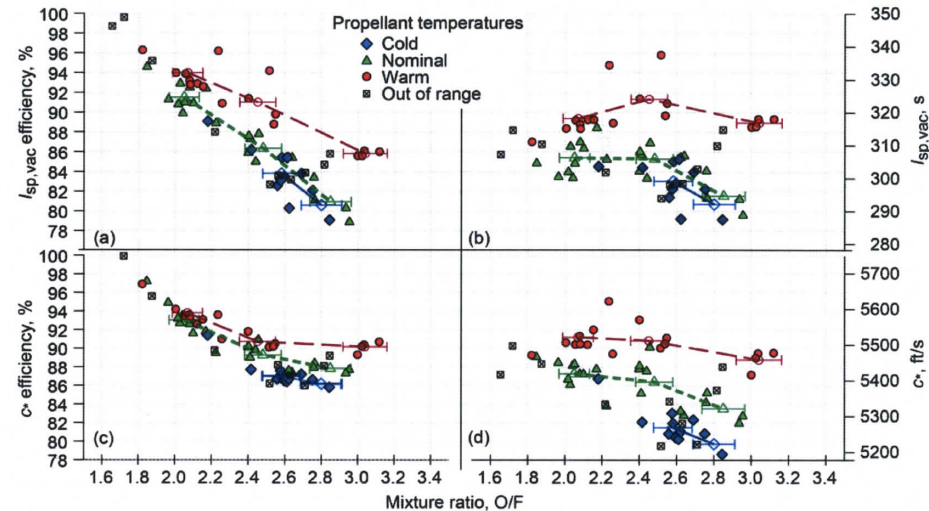 Propellant temperatures
Cold
Nominal
Warm
Out of range
Isp,vac efficiency, %
100
98
96
94
92
90
88
86
84
82
80
78
(a)
(b)
350
340
330
320
310
300
290
280
Isp,vac, s
c* efficiency, %
100
98
96
94
92
90
88
86
84
82
80
78
(c)
(d)
5700
5600
5500
5400
5300
5200
c*, ft/s
1.6 1.8 2.0 2.2 2.4 2.6 2.8 3.0 3.2 3.4
1.6 1.8 2.0 2.2 2.4 2.6 2.8 3.0 3.2 3.4
Mixture ratio, O/F